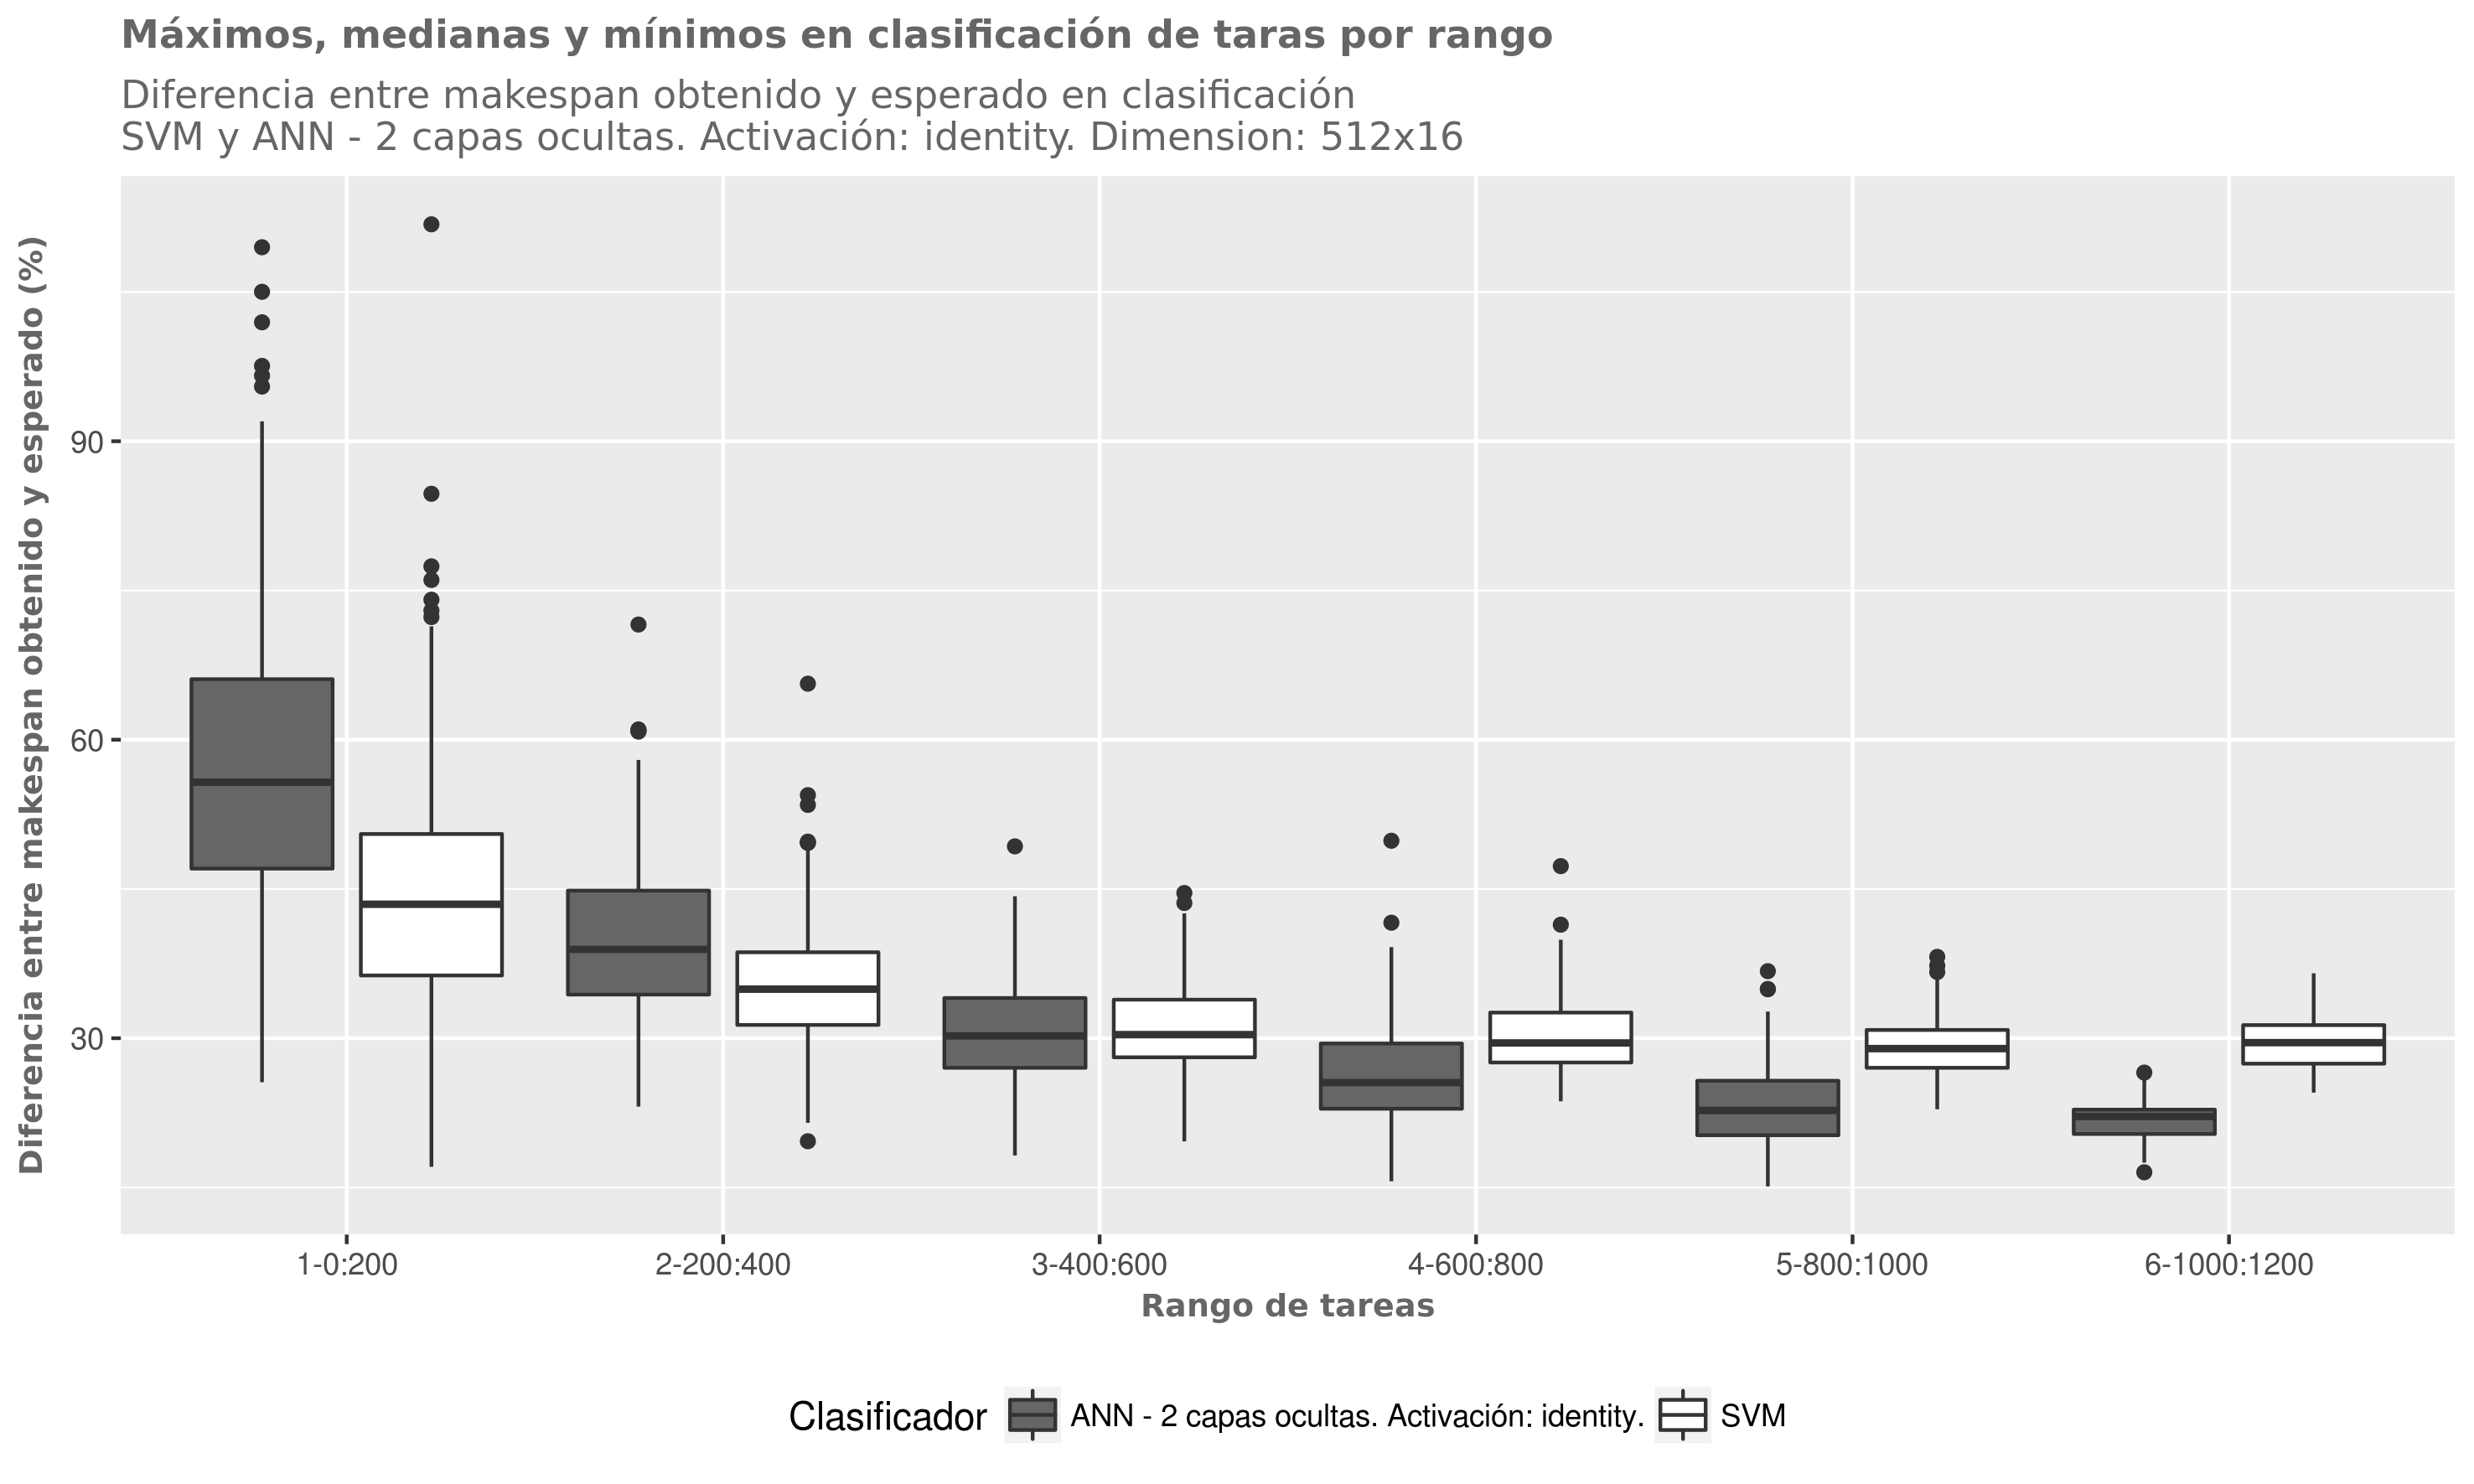 Máximos, medianas y mínimos en clasificación de taras por rango
Diferencia entre makespan obtenido y esperado en clasificación
SVM y ANN - 2 capas ocultas. Activación: identity. Dimension: 512x16
Diferencia entre makespan obtenido y esperado (%)
90
60
30
1-0:200 2-200:400 3-400:600 4-600:800 5-800:1000 6-1000:1200
Rango de tareas
Clasificador ANN - 2 capas ocultas. Activación: identity. SVM